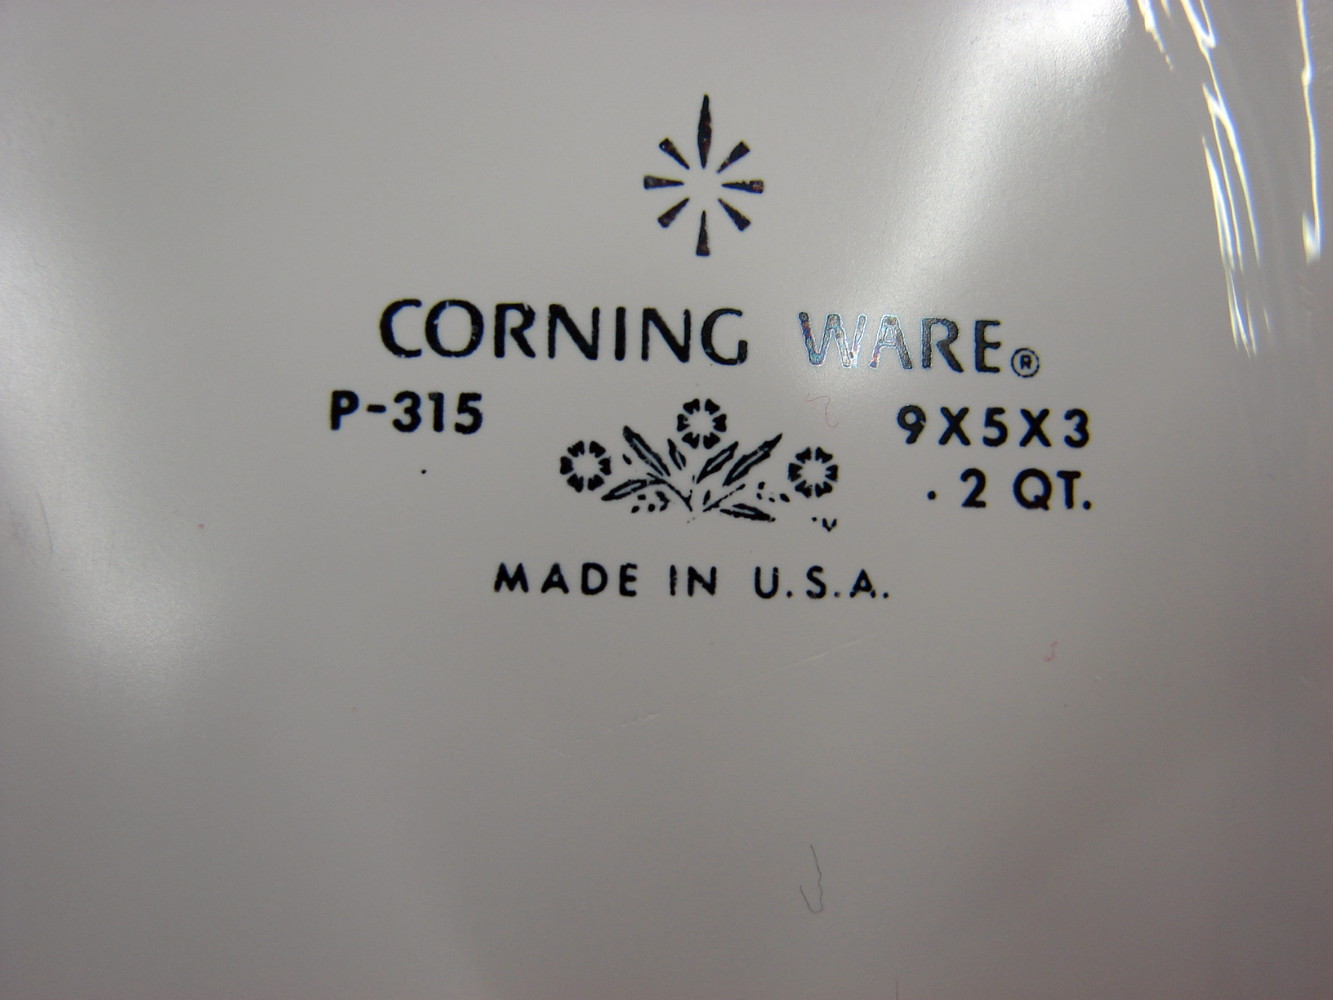 CORNING WARE®
P-315
9X5X3
2 QT.
MADE IN U.S.A.